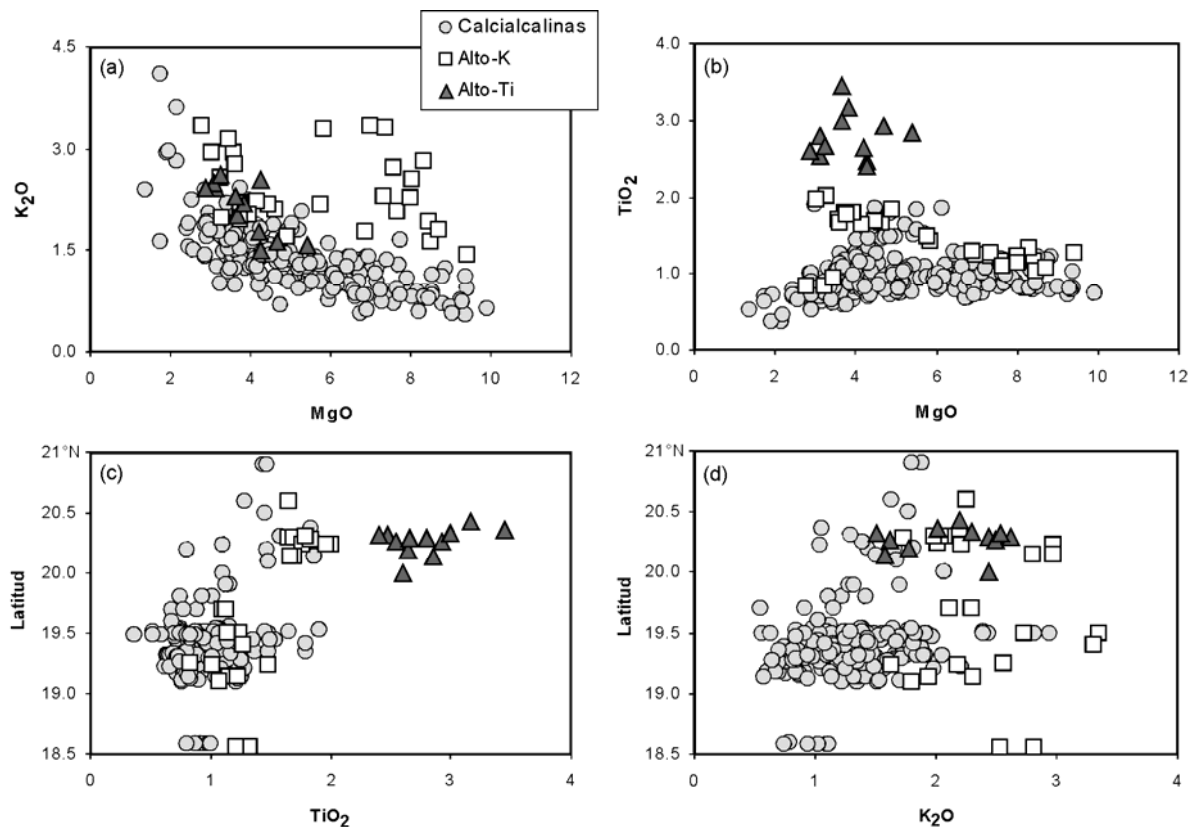 Calcialcalinas
Alto-K
Alto-Ti
(a)
4.5
3.0
1.5
0.0
K₂O
0 2 4 6 8 10 12
MgO
(b)
4.0
3.0
2.0
1.0
0.0
TiO₂
0 2 4 6 8 10 12
MgO
(c)
21°N
20.5
20.0
19.5
19.0
18.5
Latitud
0 1 2 3 4
TiO₂
(d)
21°N
20.5
20.0
19.5
19.0
18.5
Latitud
0 1 2 3 4
K₂O